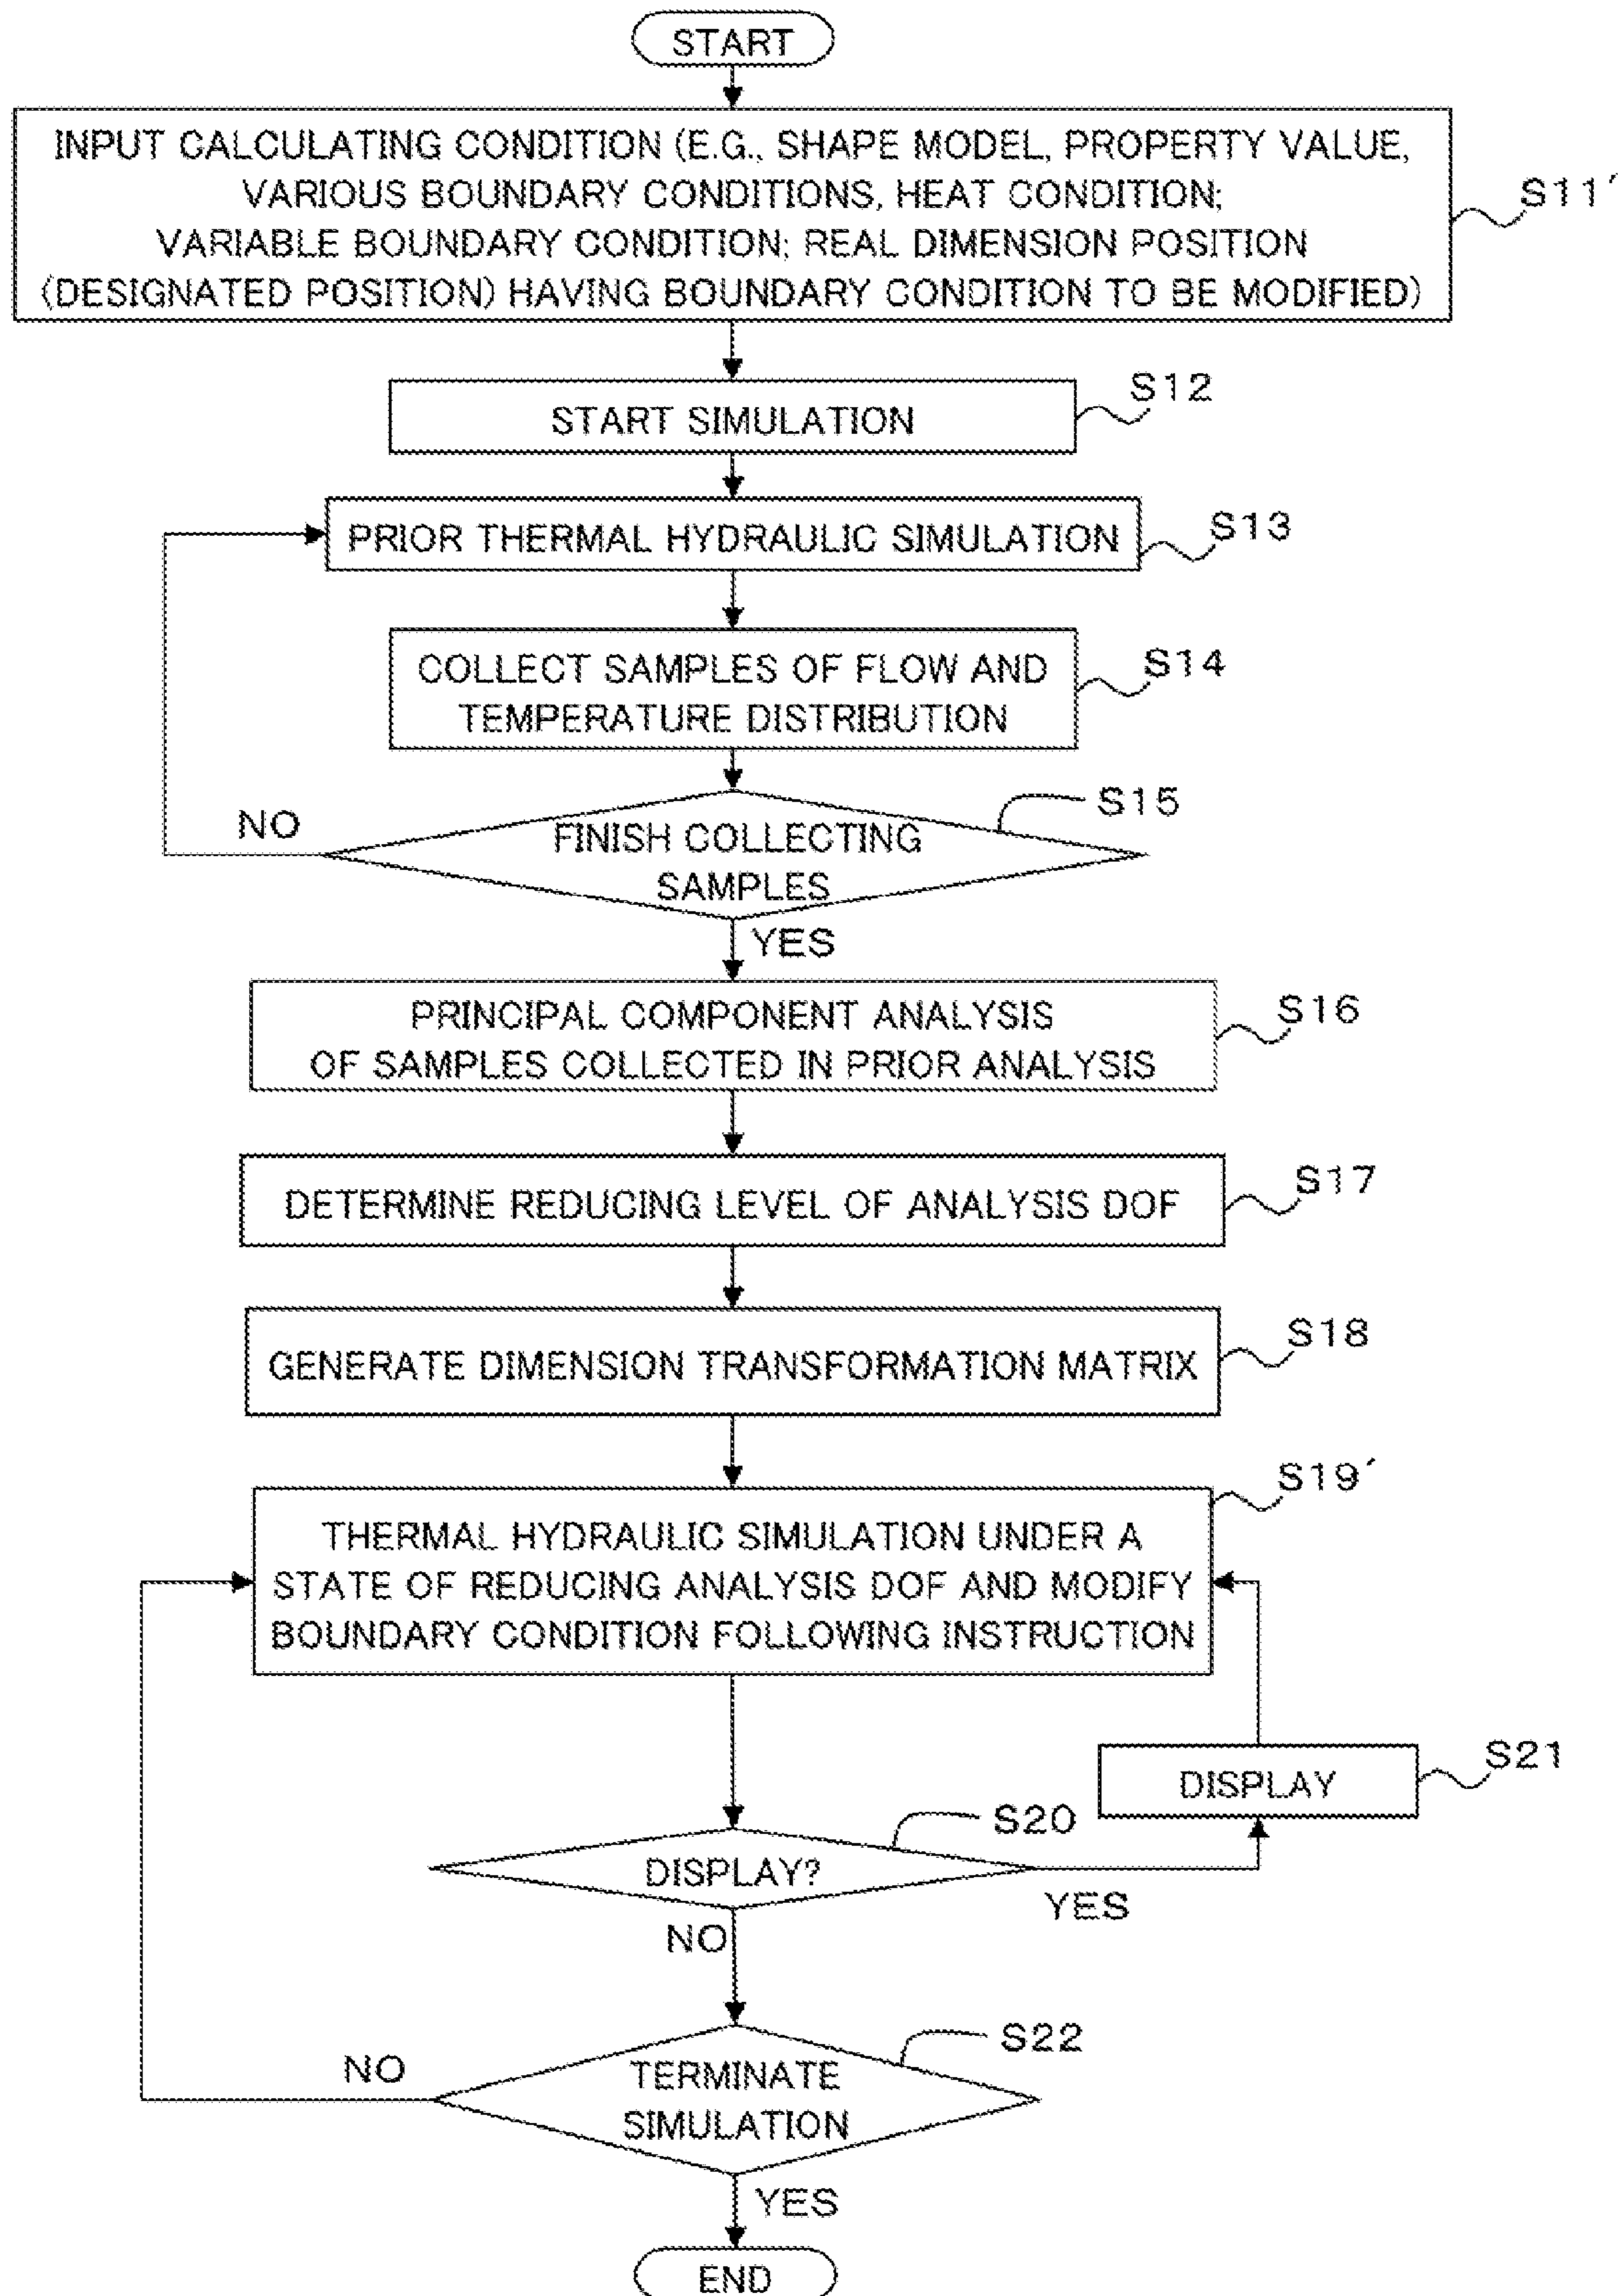 START
INPUT CALCULATING CONDITION (E.G., SHAPE MODEL, PROPERTY VALUE,
VARIOUS BOUNDARY CONDITIONS, HEAT CONDITION;
VARIABLE BOUNDARY CONDITION; REAL DIMENSION POSITION
(DESIGNATED POSITION) HAVING BOUNDARY CONDITION TO BE MODIFIED)
S11´
START SIMULATION
S12
PRIOR THERMAL HYDRAULIC SIMULATION
S13
COLLECT SAMPLES OF FLOW AND
TEMPERATURE DISTRIBUTION
S14
FINISH COLLECTING
SAMPLES
S15
NO
YES
PRINCIPAL COMPONENT ANALYSIS
OF SAMPLES COLLECTED IN PRIOR ANALYSIS
S16
DETERMINE REDUCING LEVEL OF ANALYSIS DOF
S17
GENERATE DIMENSION TRANSFORMATION MATRIX
S18
THERMAL HYDRAULIC SIMULATION UNDER A
STATE OF REDUCING ANALYSIS DOF AND MODIFY
BOUNDARY CONDITION FOLLOWING INSTRUCTION
S19´
DISPLAY
S21
DISPLAY?
S20
YES
NO
TERMINATE
SIMULATION
S22
NO
YES
END